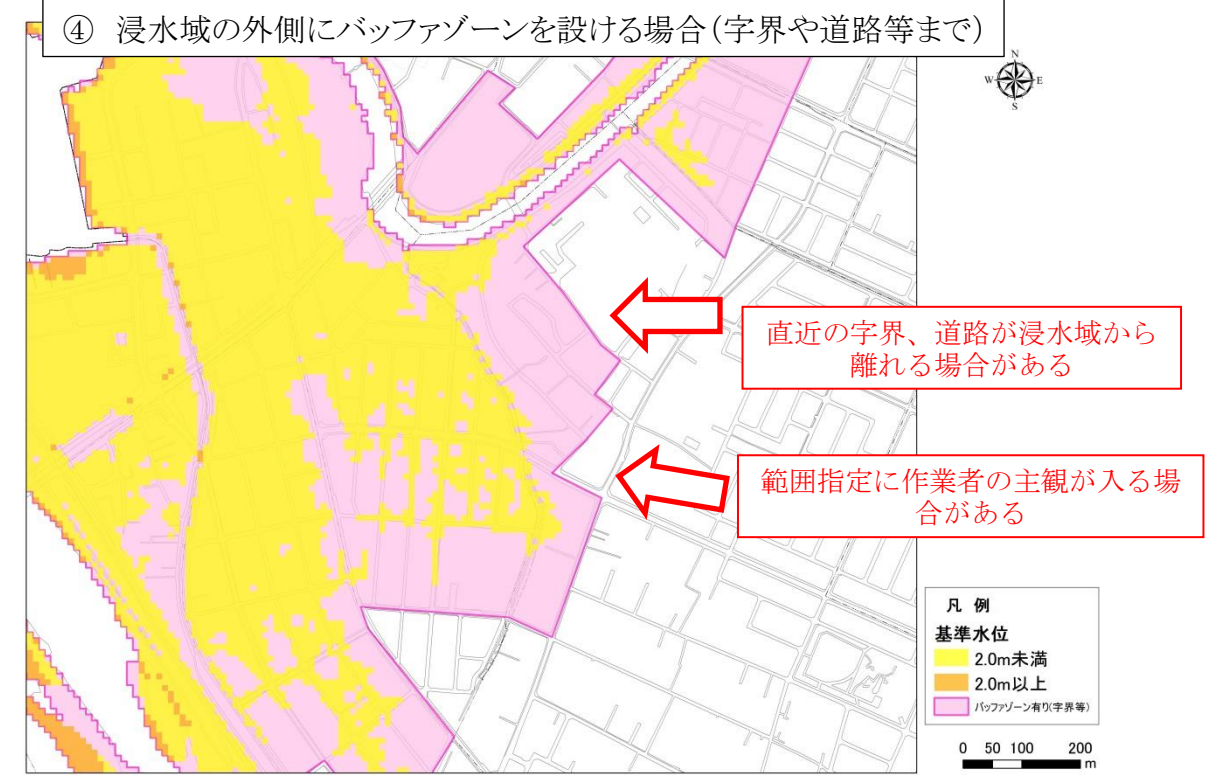 ④ 浸水域の外側にバッファゾーンを設ける場合(字界や道路等まで)
N
W E
S
直近の字界、道路が浸水域から
離れる場合がある
範囲指定に作業者の主観が入る場
合がある
凡 例
基準水位
2.0m未満
2.0m以上
バッファゾーン有り(字界等)
0 50 100 200
m